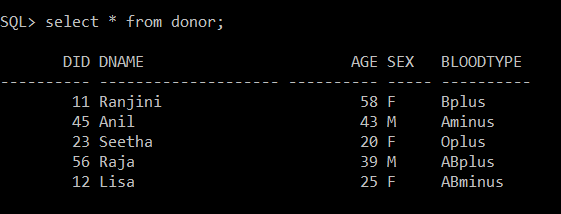 SQL> select * from donor;
DID DNAME AGE SEX BLOODTYPE
---------- -------------------- ---------- ----- ----------
11 Ranjini 58 F Bplus
45 Anil 43 M Aminus
23 Seetha 20 F Oplus
56 Raja 39 M ABplus
12 Lisa 25 F ABminus